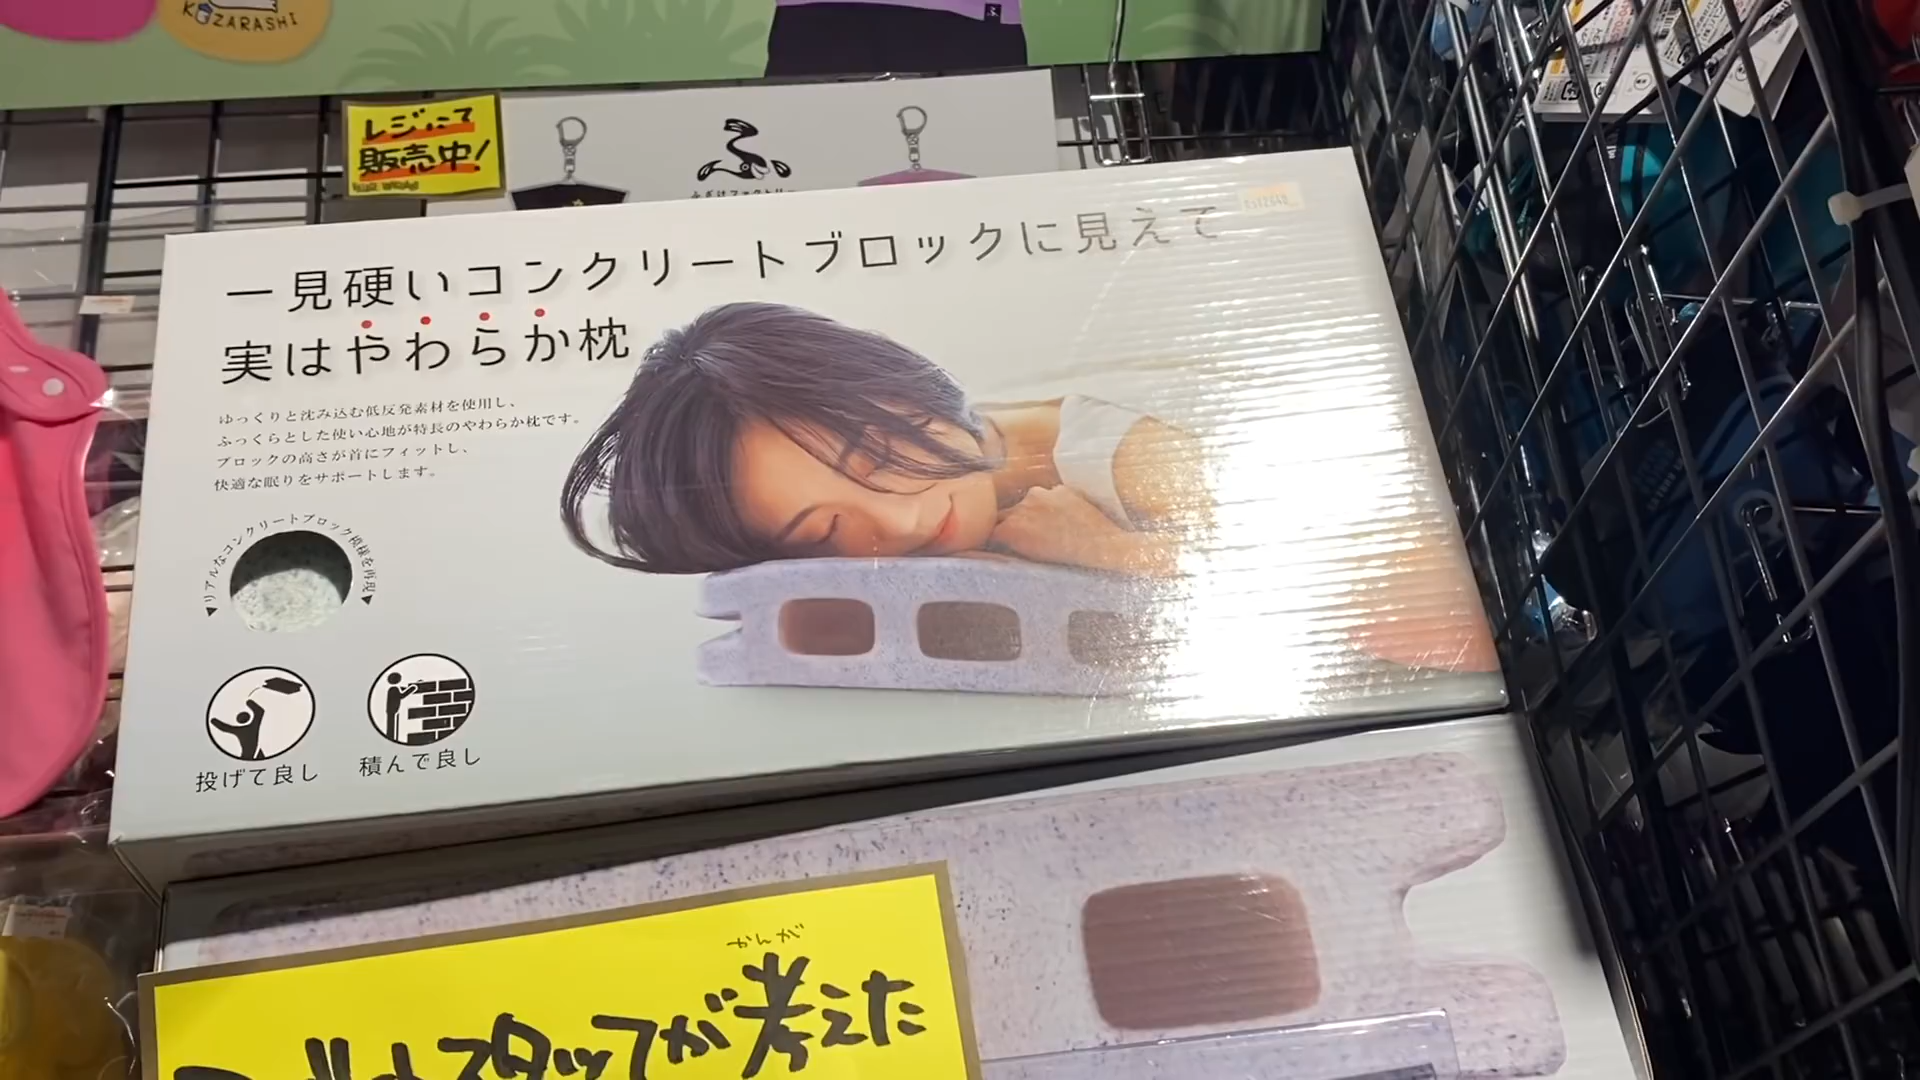 KOZARASHI
レジにて
販売中!
一見硬いコンクリートブロックに見えて
実はやわらか枕
ゆっくりと沈み込む低反発素材を使用し、
ふっくらとした使い心地が特長のやわらか枕です。
ブロックの高さが首にフィットし、
快適な眠りをサポートします。
リアルなコンクリートブロック模様を再現
投げて良し
積んで良し
かんが
スタッフが考えた